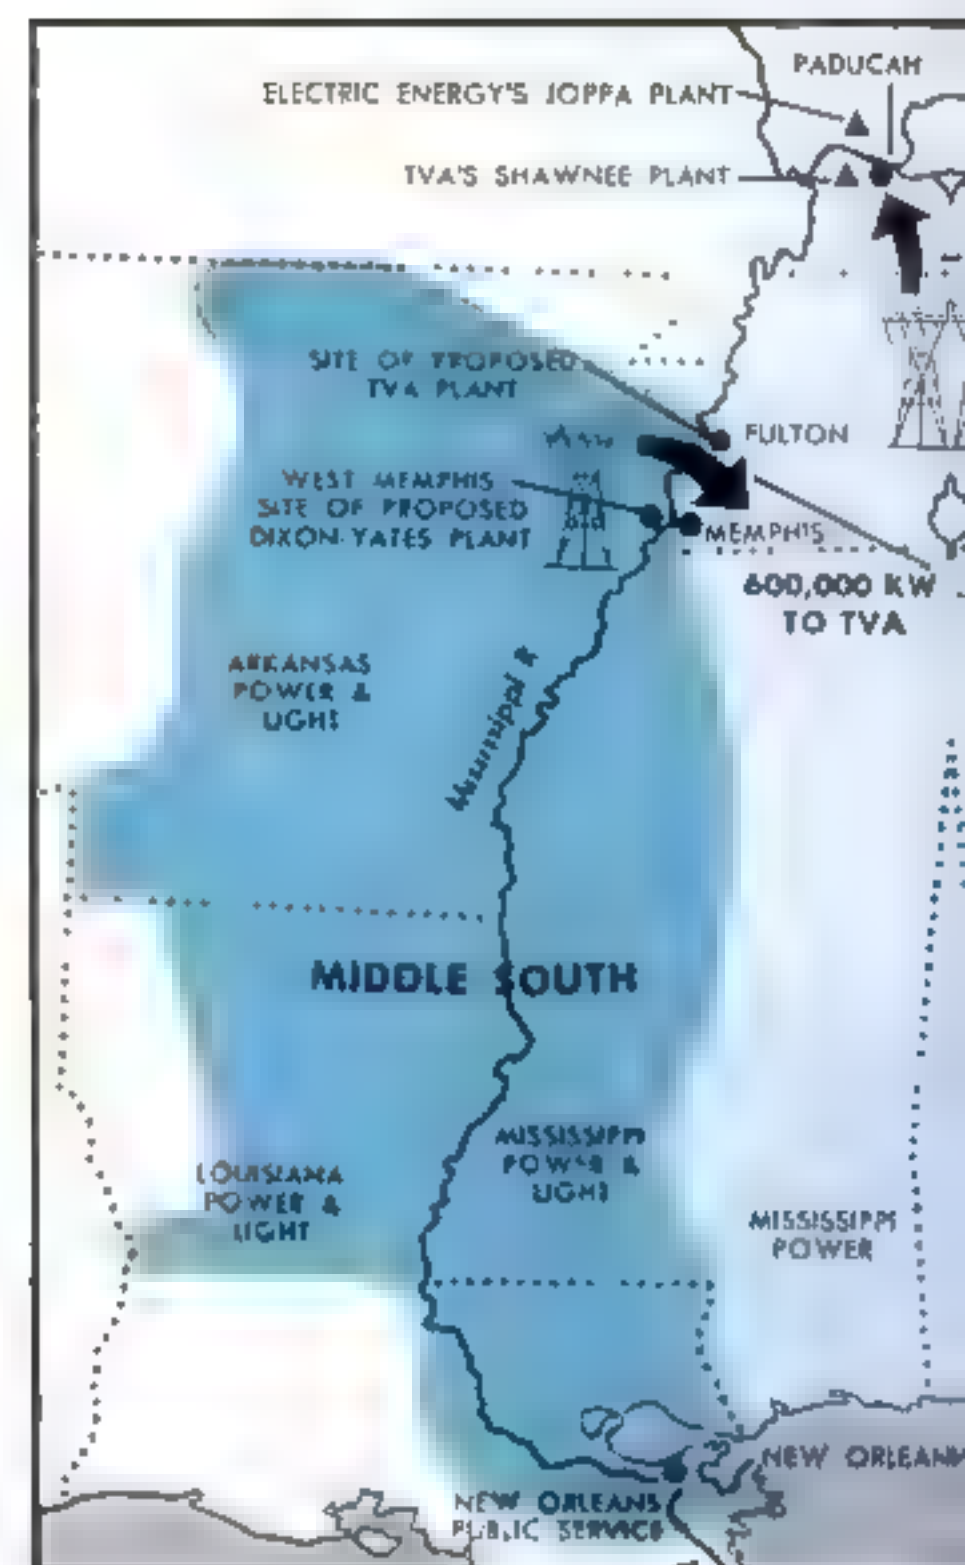 PADUCAH
ELECTRIC ENERGY'S JOPPA PLANT
TVA'S SHAWNEE PLANT
SITE OF PROPOSED
TVA PLANT
FULTON
WEST MEMPHIS
SITE OF PROPOSED
DIXON-YATES PLANT
MEMPHIS
600,000 KW
TO TVA
Mississippi R
ARKANSAS
POWER &
LIGHT
MIDDLE SOUTH
MISSISSIPPI
POWER &
LIGHT
LOUISIANA
POWER &
LIGHT
MISSISSIPPI
POWER
NEW ORLEANS
NEW ORLEANS
PUBLIC SERVICE